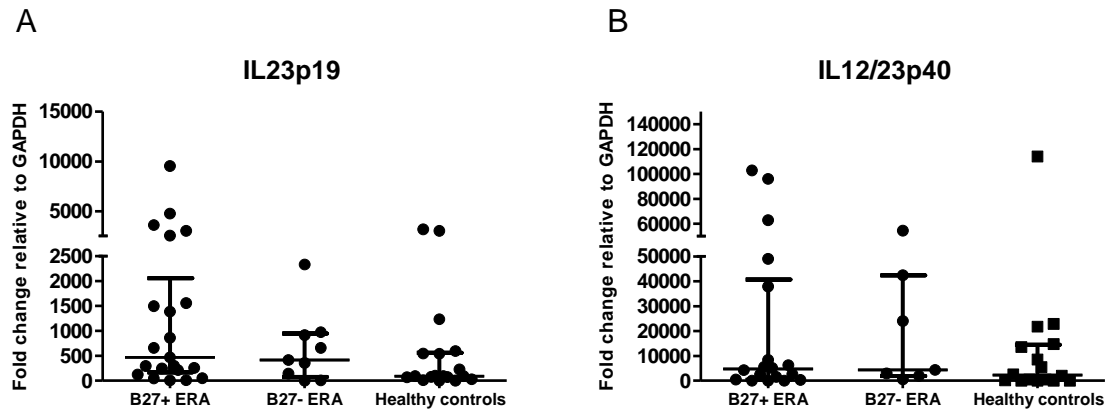 A
IL23p19
Fold change relative to GAPDH
15000
10000
5000
2500
2000
1500
1000
500
0
B27+ ERA B27- ERA Healthy controls
B
IL12/23p40
Fold change relative to GAPDH
140000
120000
100000
80000
60000
50000
40000
30000
20000
10000
0
B27+ ERA B27- ERA Healthy controls